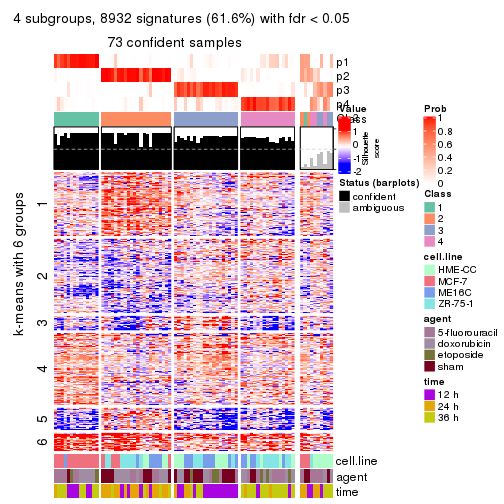 4 subgroups, 8932 signatures (61.6%) with fdr < 0.05
73 confident samples
p1
p2
p3
p4
Class
k-means with 6 groups
1
2
3
4
5
6
cell.line
agent
time
Value
1
0
-1
-2
Silhouette
score
Status (barplots)
confident
ambiguous
Prob
1
0.8
0.6
0.4
0.2
0
Class
1
2
3
4
cell.line
HME-CC
MCF-7
ME16C
ZR-75-1
agent
5-fluorouracil
doxorubicin
etoposide
sham
time
12 h
24 h
36 h